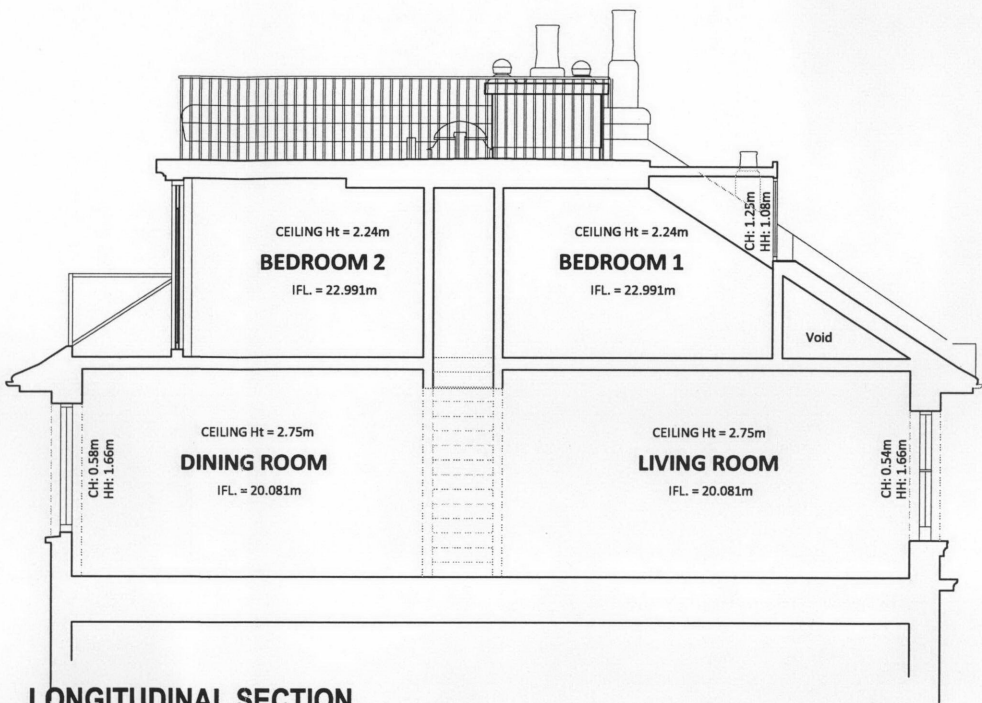 CH: 1.25m
HH: 1.08m
CEILING Ht = 2.24m
BEDROOM 2
IFL. = 22.991m
CEILING Ht = 2.24m
BEDROOM 1
IFL. = 22.991m
Void
CH: 0.58m
HH: 1.66m
CEILING Ht = 2.75m
DINING ROOM
IFL. = 20.081m
CEILING Ht = 2.75m
LIVING ROOM
IFL. = 20.081m
CH: 0.54m
HH: 1.66m
LONGITUDINAL SECTION